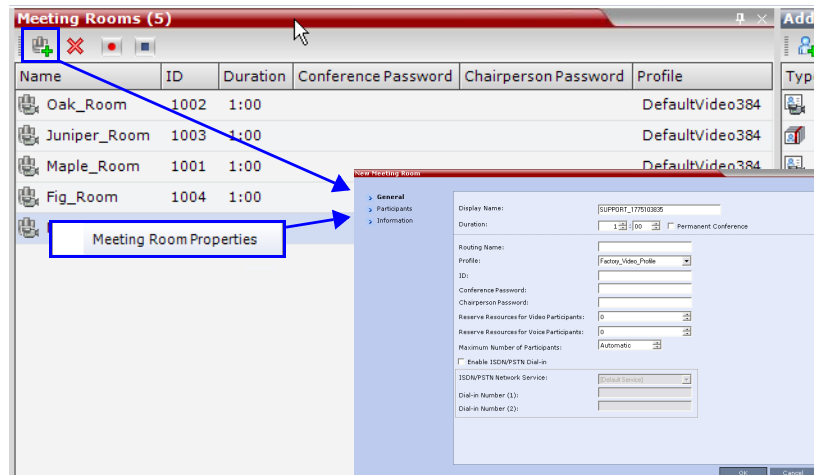 Meeting Rooms (5)
Add
Name ID Duration Conference Password Chairperson Password Profile
Typ
Oak_Room 1002 1:00 DefaultVideo384
Juniper_Room 1003 1:00 DefaultVideo384
Maple_Room 1001 1:00 DefaultVideo384
Fig_Room 1004 1:00
Meeting Room Properties
New Meeting Room
General
Participants
Information
Display Name: SUPPORT_1775103835
Duration: 1 : 00 Permanent Conference
Routing Name:
Profile: Factory_Video_Profile
ID:
Conference Password:
Chairperson Password:
Reserve Resources for Video Participants: 0
Reserve Resources for Voice Participants: 0
Maximum Number of Participants: Automatic
Enable ISDN/PSTN Dial-in
ISDN/PSTN Network Service: [Default Service]
Dial-in Number (1):
Dial-in Number (2):
OK Cancel